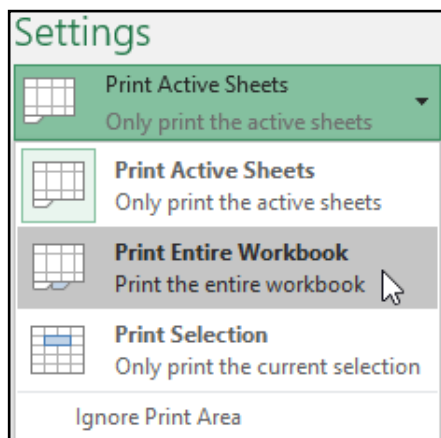 Settings
Print Active Sheets
Only print the active sheets
Print Active Sheets
Only print the active sheets
Print Entire Workbook
Print the entire workbook
Print Selection
Only print the current selection
Ignore Print Area